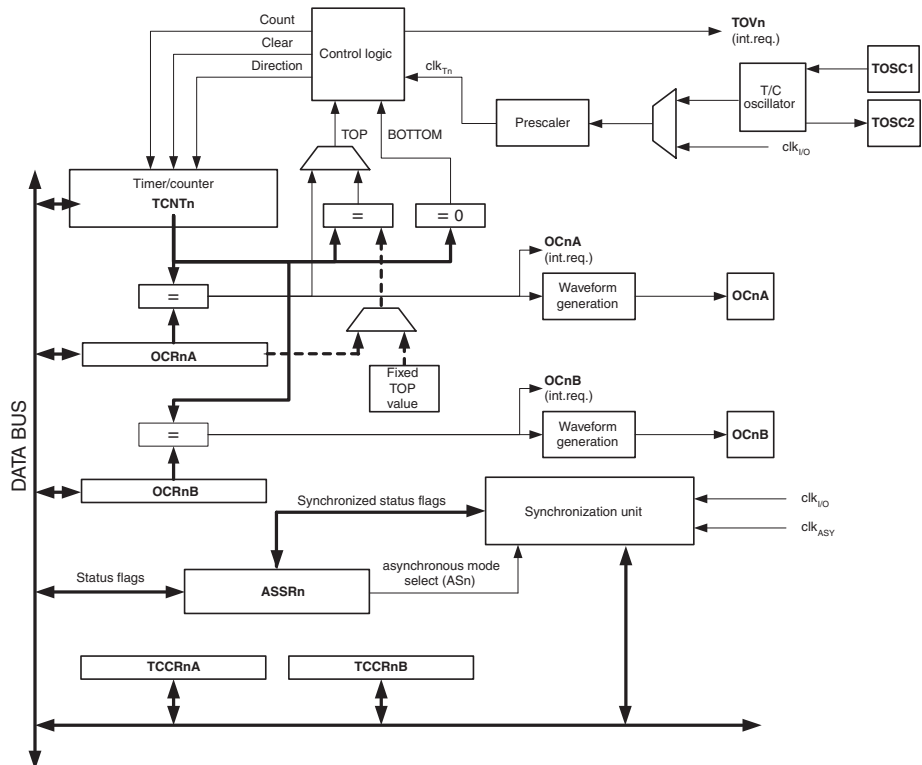 Count
Clear
Direction
Control logic
TOVn
(int.req.)
clkTn
TOSC1
T/C
oscillator
Prescaler
TOSC2
TOP
BOTTOM
clkI/O
Timer/counter
TCNTn
=
= 0
OCnA
(int.req.)
=
Waveform
generation
OCnA
OCRnA
Fixed
TOP
value
OCnB
(int.req.)
DATA BUS
=
Waveform
generation
OCnB
OCRnB
Synchronized status flags
Synchronization unit
clkI/O
clkASY
Status flags
ASSRn
asynchronous mode
select (ASn)
TCCRnA
TCCRnB